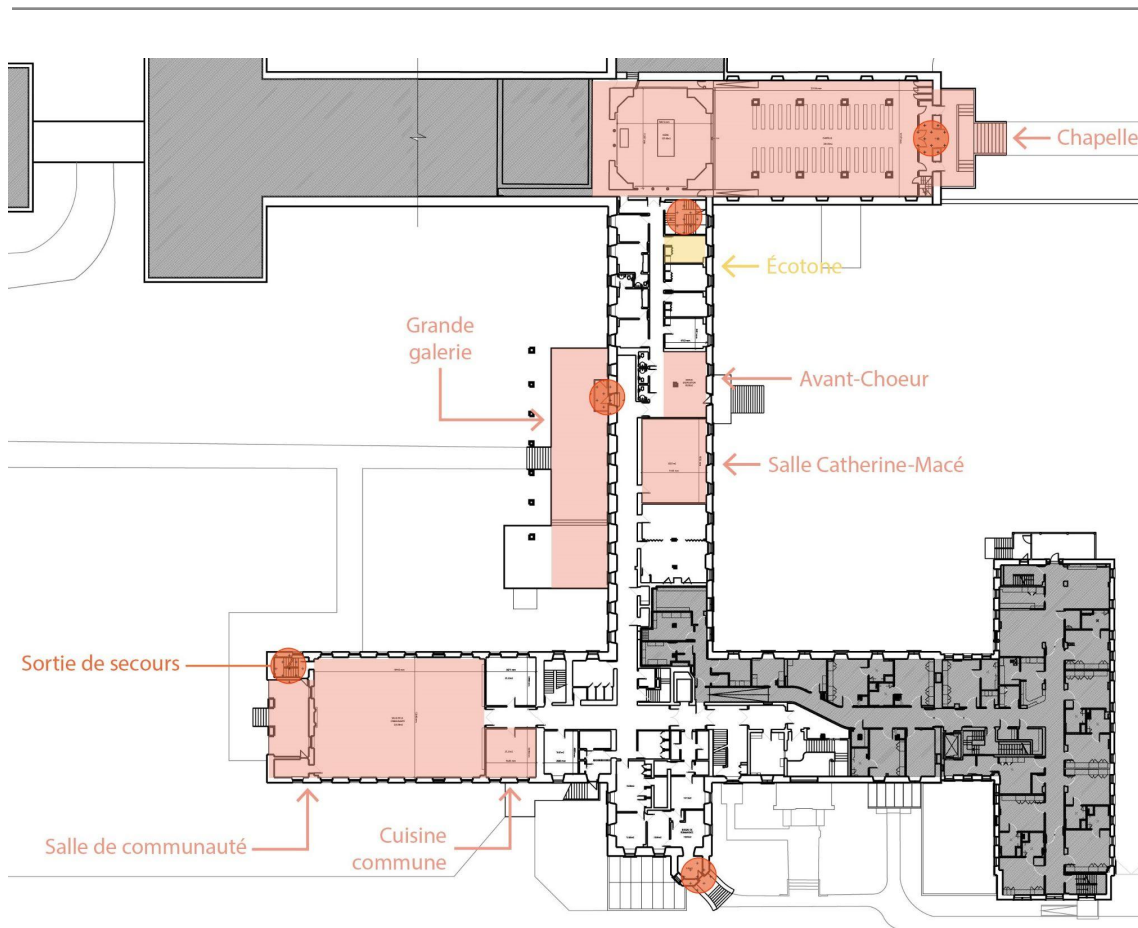 Chapelle
Écotone
Grande
galerie
Avant-Choeur
Salle Catherine-Macé
Sortie de secours
Salle de communauté
Cuisine
commune